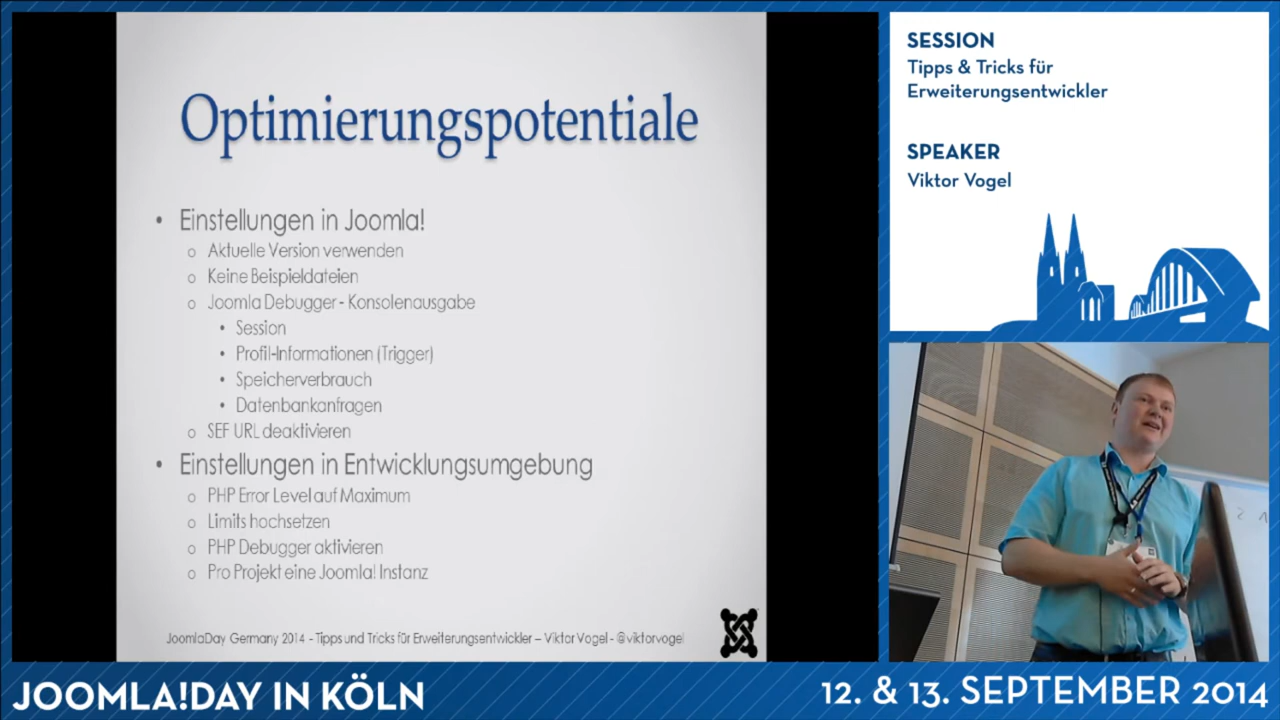 Optimierungspotentiale
• Einstellungen in Joomla!
o Aktuelle Version verwenden
o Keine Beispieldateien
o Joomla Debugger - Konsolenausgabe
• Session
• Profil-Informationen (Trigger)
• Speicherverbrauch
• Datenbankanfragen
o SEF URL deaktivieren
• Einstellungen in Entwicklungsumgebung
o PHP Error Level auf Maximum
o Limits hochsetzen
o PHP Debugger aktivieren
o Pro Projekt eine Joomla! Instanz
JoomlaDay Germany 2014 - Tipps und Tricks für Erweiterungsentwickler – Viktor Vogel - @viktorvogel
SESSION
Tipps & Tricks für
Erweiterungsentwickler
SPEAKER
Viktor Vogel
JOOMLA!DAY IN KÖLN
12. & 13. SEPTEMBER 2014